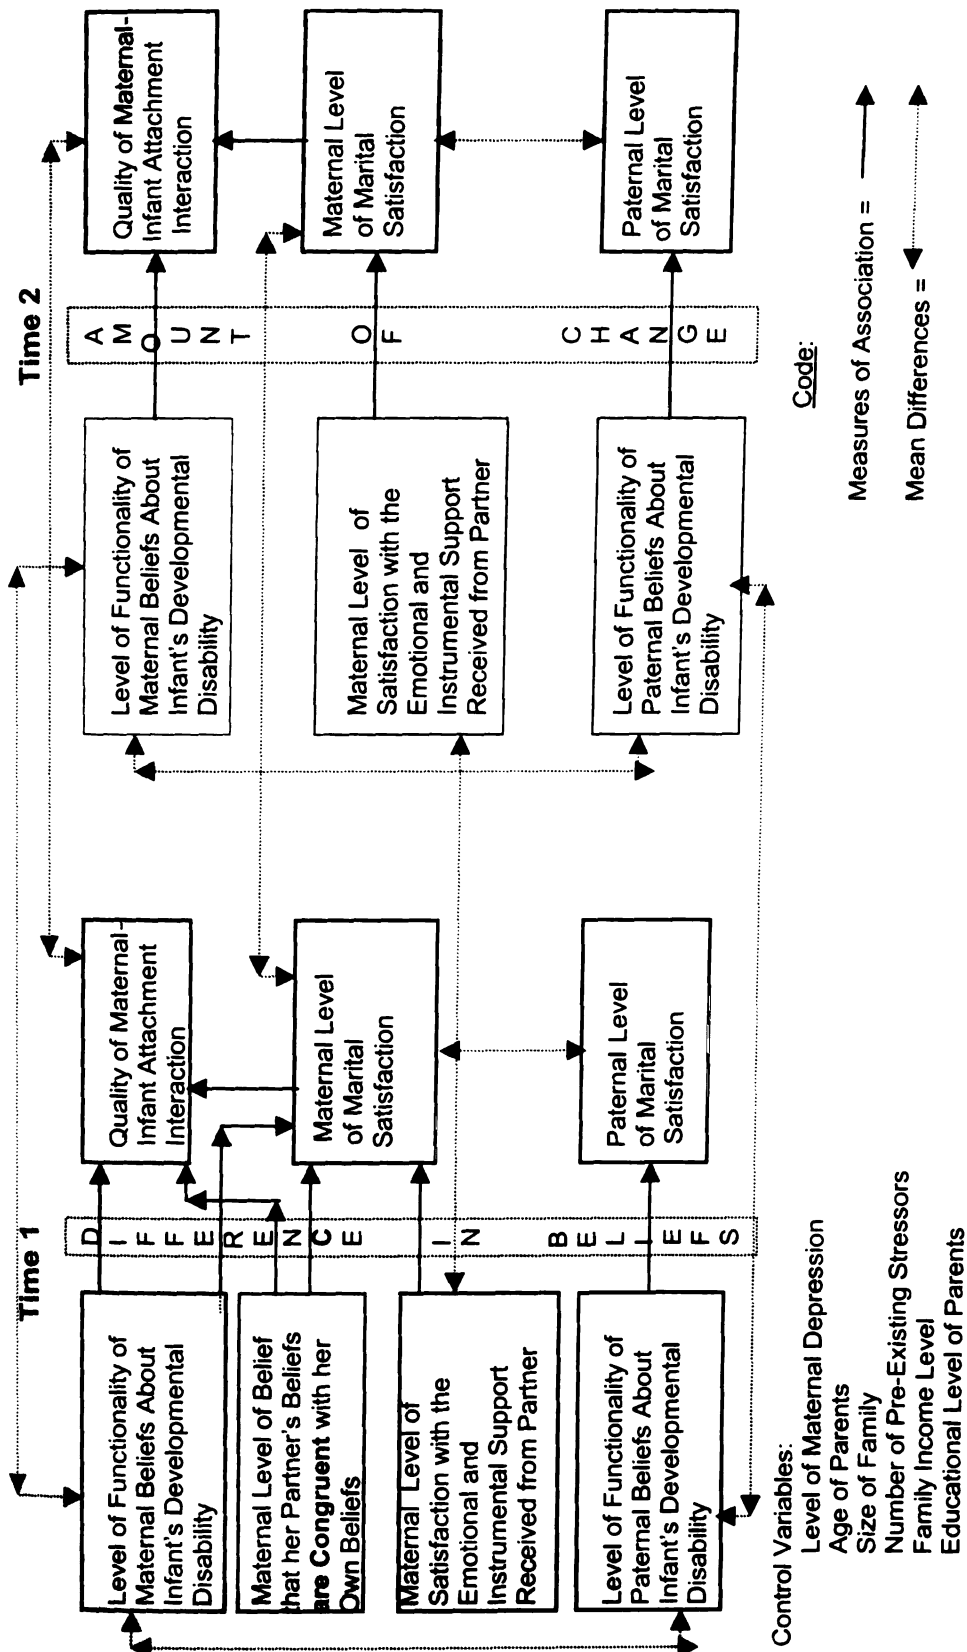 Time 1
Time 2
Level of Functionality of
Maternal Beliefs About
Infant's Developmental
Disability
Maternal Level of Belief
that her Partner's Beliefs
are Congruent with her
Own Beliefs
Maternal Level of
Satisfaction with the
Emotional and
Instrumental Support
Received from Partner
Level of Functionality of
Paternal Beliefs About
Infant's Developmental
Disability
DIFFERENCE IN BELIEFS
Quality of Maternal-
Infant Attachment
Interaction
Maternal Level
of Marital
Satisfaction
Paternal Level
of Marital
Satisfaction
Level of Functionality of
Maternal Beliefs About
Infant's Developmental
Disability
Maternal Level of
Satisfaction with the
Emotional and
Instrumental Support
Received from Partner
Level of Functionality of
Paternal Beliefs About
Infant's Developmental
Disability
AMOUNT OF CHANGE
Quality of Maternal-
Infant Attachment
Interaction
Maternal Level
of Marital
Satisfaction
Paternal Level
of Marital
Satisfaction
Control Variables:
Level of Maternal Depression
Age of Parents
Size of Family
Number of Pre-Existing Stressors
Family Income Level
Educational Level of Parents
Code:
Measures of Association =
Mean Differences =